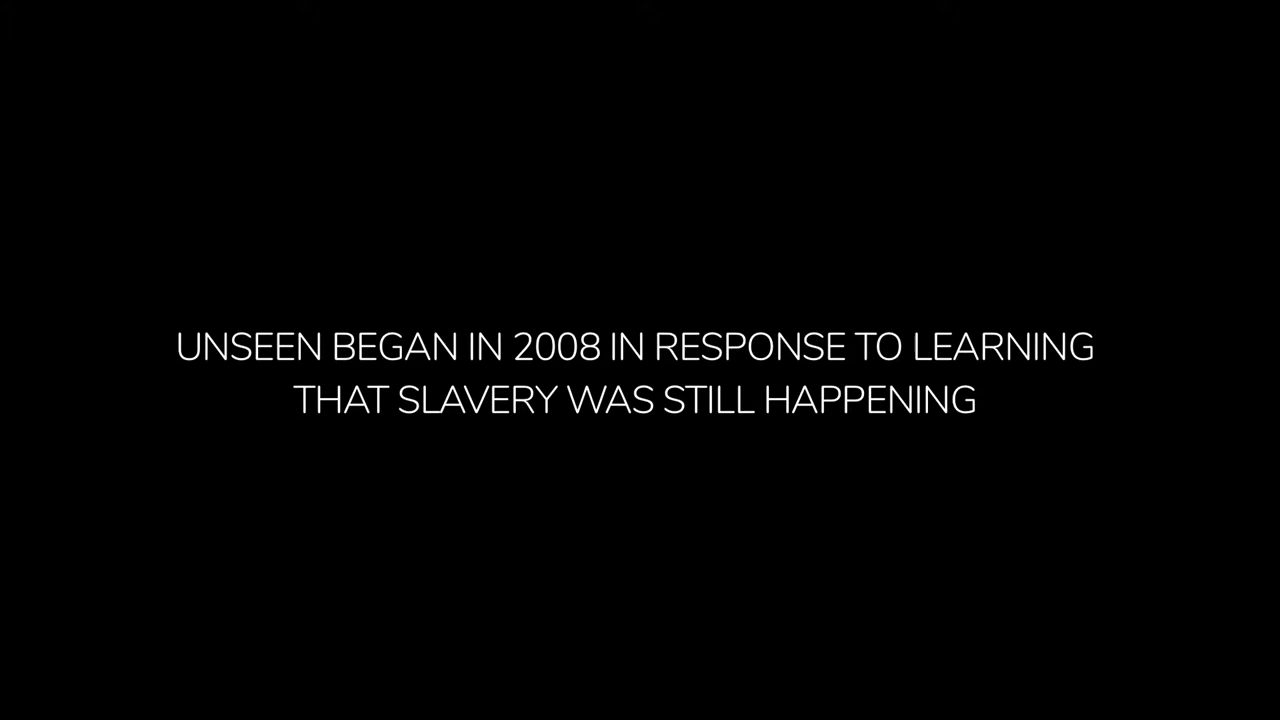 UNSEEN BEGAN IN 2008 IN RESPONSE TO LEARNING
THAT SLAVERY WAS STILL HAPPENING